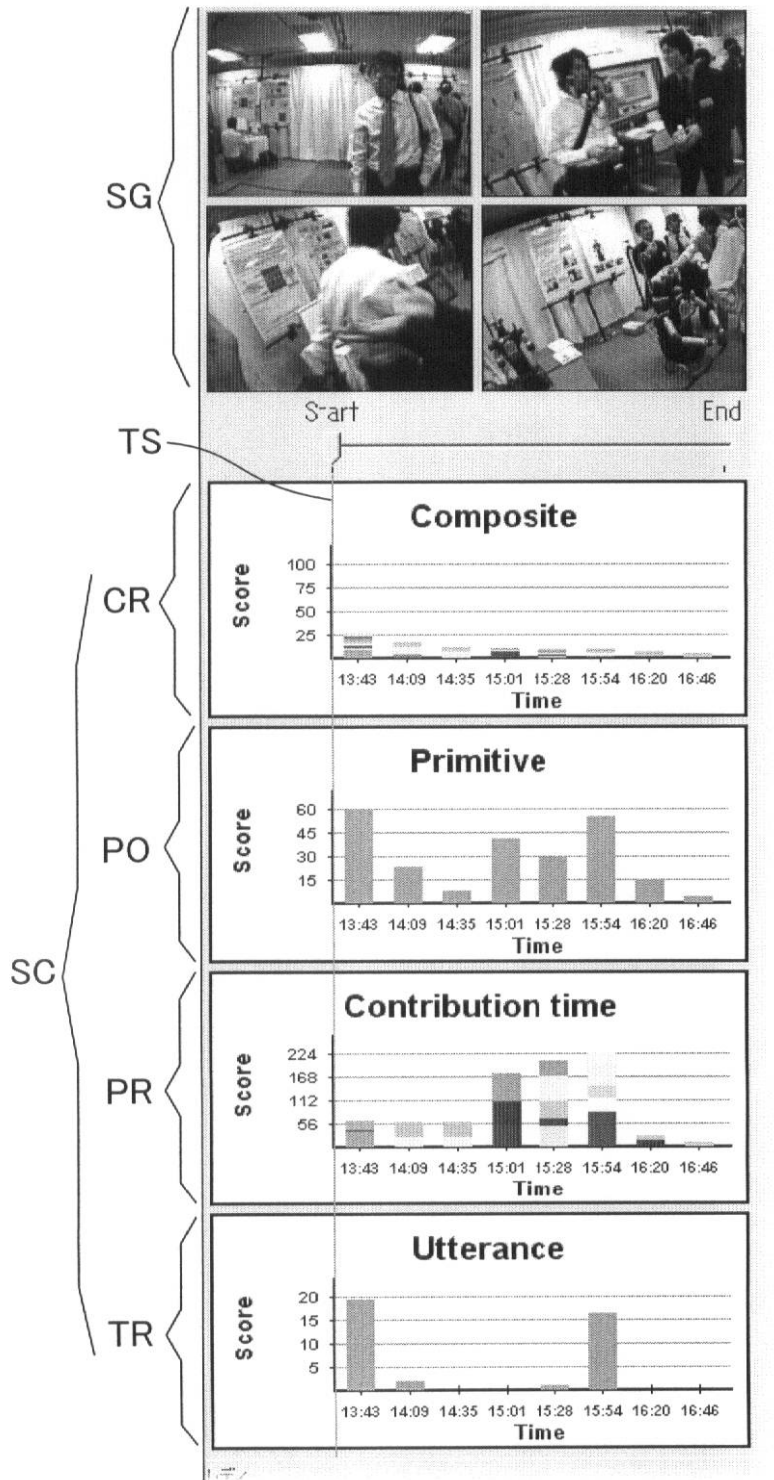 SG
S-art End
TS
Composite
CR
Score
100
75
50
25
13:43 14:09 14:35 15:01 15:28 15:54 16:20 16:46
Time
Primitive
PO
Score
60
45
30
15
13:43 14:09 14:35 15:01 15:28 15:54 16:20 16:46
Time
SC
Contribution time
PR
Score
224
168
112
56
13:43 14:09 14:35 15:01 15:28 15:54 16:20 16:46
Time
Utterance
TR
Score
20
15
10
5
13:43 14:09 14:35 15:01 15:28 15:54 16:20 16:46
Time